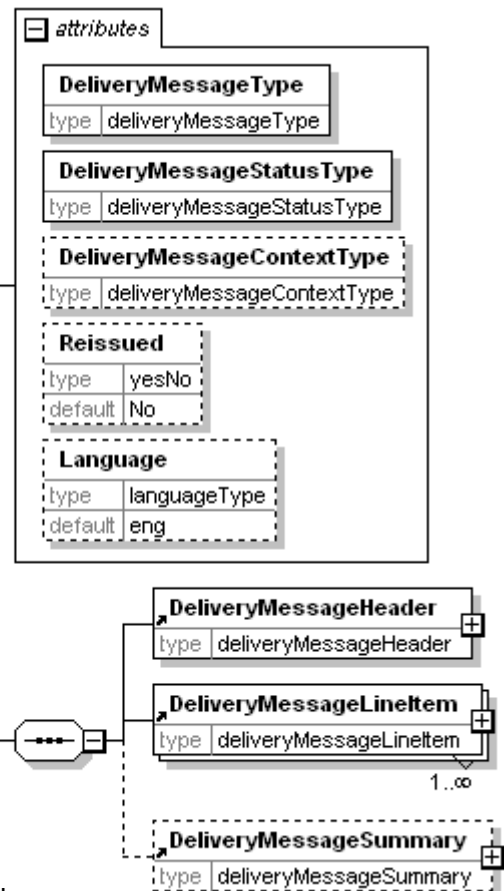 attributes
DeliveryMessageType
type deliveryMessageType
DeliveryMessageStatusType
type deliveryMessageStatusType
DeliveryMessageContextType
type deliveryMessageContextType
Reissued
type yesNo
default No
Language
type languageType
default eng
DeliveryMessageHeader
type deliveryMessageHeader
DeliveryMessageLineItem
type deliveryMessageLineItem
1..∞
DeliveryMessageSummary
type deliveryMessageSummary